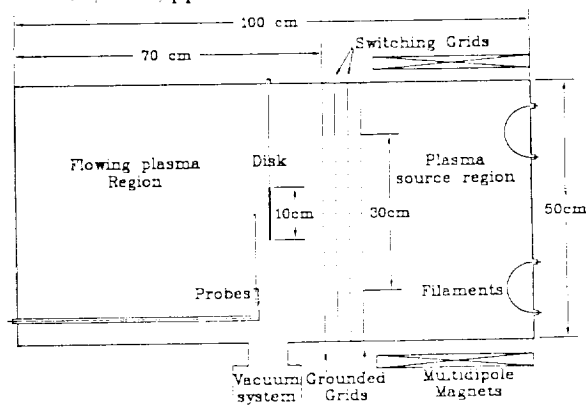 100 cm
70 cm
Switching Grids
Flowing plasma
Region
Disk
Plasma
source region
10cm
30cm
50cm
Probes
Filaments
Vacuum
system
Grounded
Grids
Multidipole
Magnets